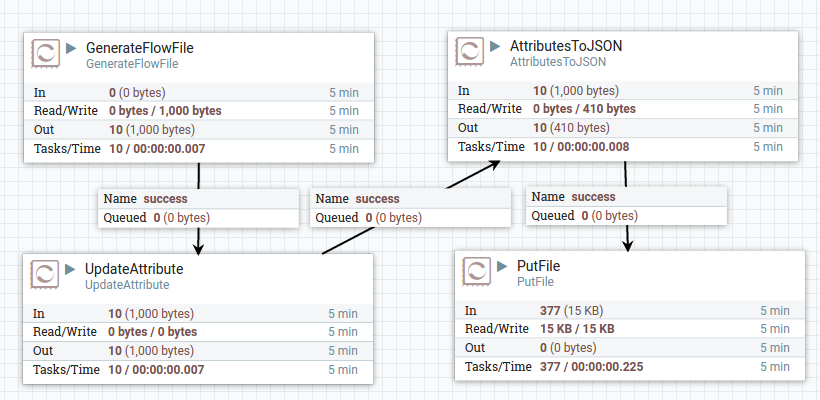 GenerateFlowFile
GenerateFlowFile
In 0 (0 bytes) 5 min
Read/Write 0 bytes / 1,000 bytes 5 min
Out 10 (1,000 bytes) 5 min
Tasks/Time 10 / 00:00:00.007 5 min
AttributesToJSON
AttributesToJSON
In 10 (1,000 bytes) 5 min
Read/Write 0 bytes / 410 bytes 5 min
Out 10 (410 bytes) 5 min
Tasks/Time 10 / 00:00:00.008 5 min
Name success
Queued 0 (0 bytes)
Name success
Queued 0 (0 bytes)
Name success
Queued 0 (0 bytes)
UpdateAttribute
UpdateAttribute
In 10 (1,000 bytes) 5 min
Read/Write 0 bytes / 0 bytes 5 min
Out 10 (1,000 bytes) 5 min
Tasks/Time 10 / 00:00:00.007 5 min
PutFile
PutFile
In 377 (15 KB) 5 min
Read/Write 15 KB / 15 KB 5 min
Out 0 (0 bytes) 5 min
Tasks/Time 377 / 00:00:00.225 5 min